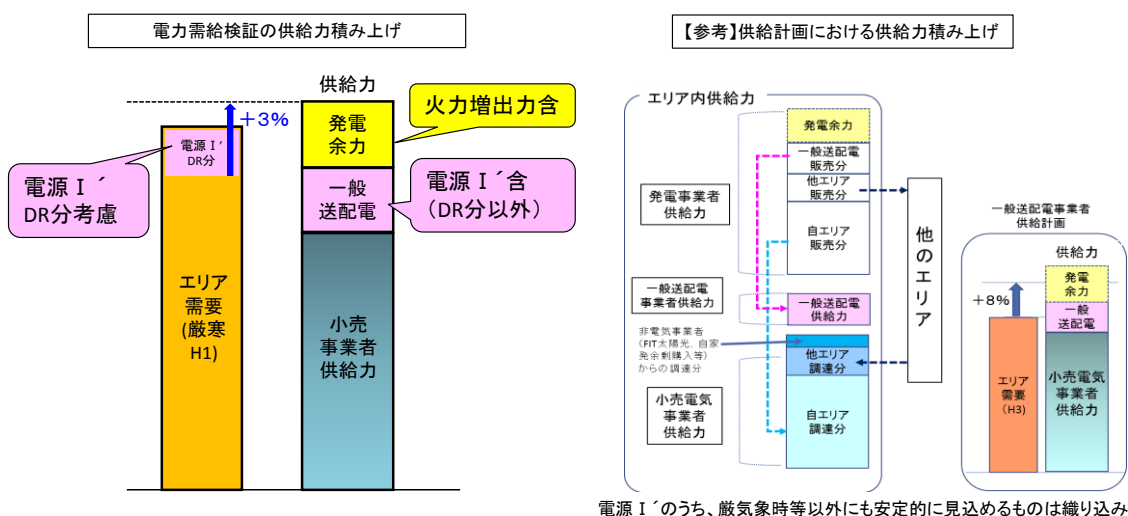 電力需給検証の供給力積み上げ
供給力
+3%
電源Ⅰ’
DR分
電源Ⅰ´
DR分考慮
エリア
需要
(厳寒
H1)
発電
余力
火力増出力含
一般
送配電
電源Ⅰ´含
(DR分以外)
小売
事業者
供給力
【参考】供給計画における供給力積み上げ
エリア内供給力
発電事業者
供給力
発電余力
一般送配電
販売分
他エリア
販売分
自エリア
販売分
一般送配電
事業者供給力
一般送配電
供給力
非電気事業者
(FIT太陽光、自家
発余剰購入等)
からの調達分
小売電気
事業者
供給力
他エリア
調達分
自エリア
調達分
他のエリア
一般送配電事業者
供給計画
供給力
+8%
発電
余力
一般
送配電
エリア
需要
(H3)
小売電気
事業者
供給力
電源Ⅰ´のうち、厳気象時等以外にも安定的に見込めるものは織り込み